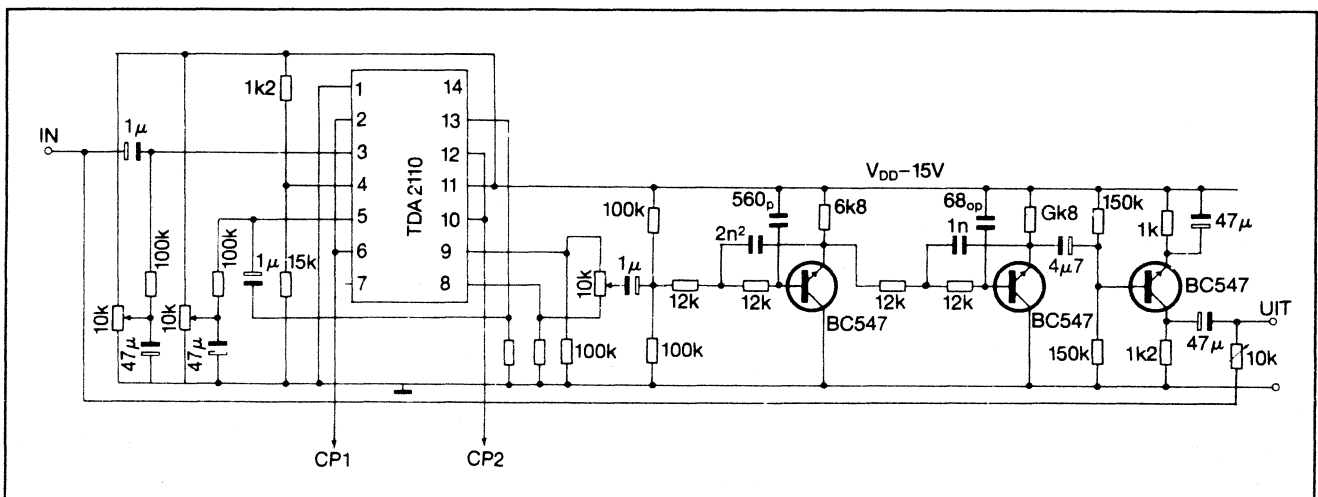 IN
1µ
1k2
1
2
3
4
5
6
7
14
13
12
11
10
9
8
TDA 2110
100k
100k
1µ
15k
10k
47µ
10k
47µ
CP1
CP2
10k
1µ
100k
100k
100k
12k
2n²
12k
560p
6k8
BC547
12k
1n
12k
68op
Gk8
BC547
4µ7
VDD-15V
150k
150k
1k
47µ
BC547
1k2
47µ
UIT
10k